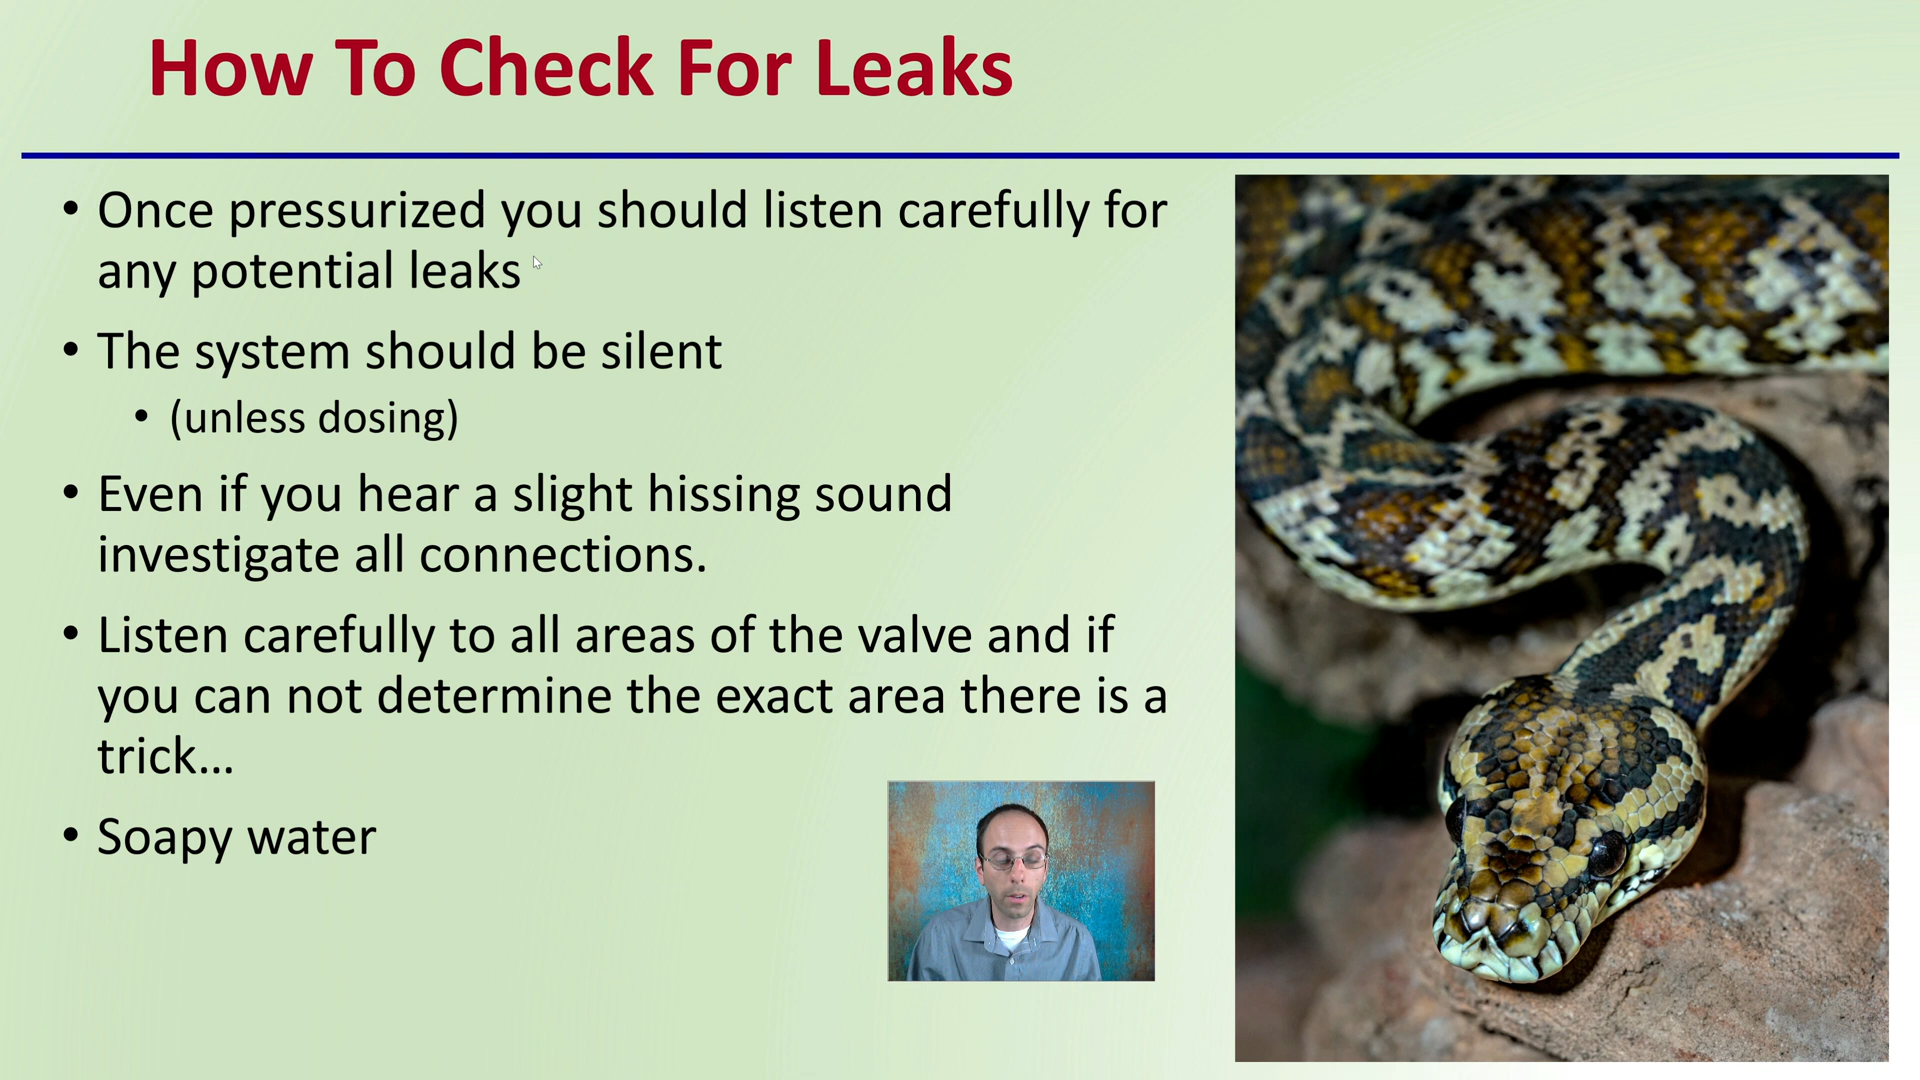 How To Check For Leaks
• Once pressurized you should listen carefully for
any potential leaks
• The system should be silent
• (unless dosing)
• Even if you hear a slight hissing sound
investigate all connections.
• Listen carefully to all areas of the valve and if
you can not determine the exact area there is a
trick...
• Soapy water